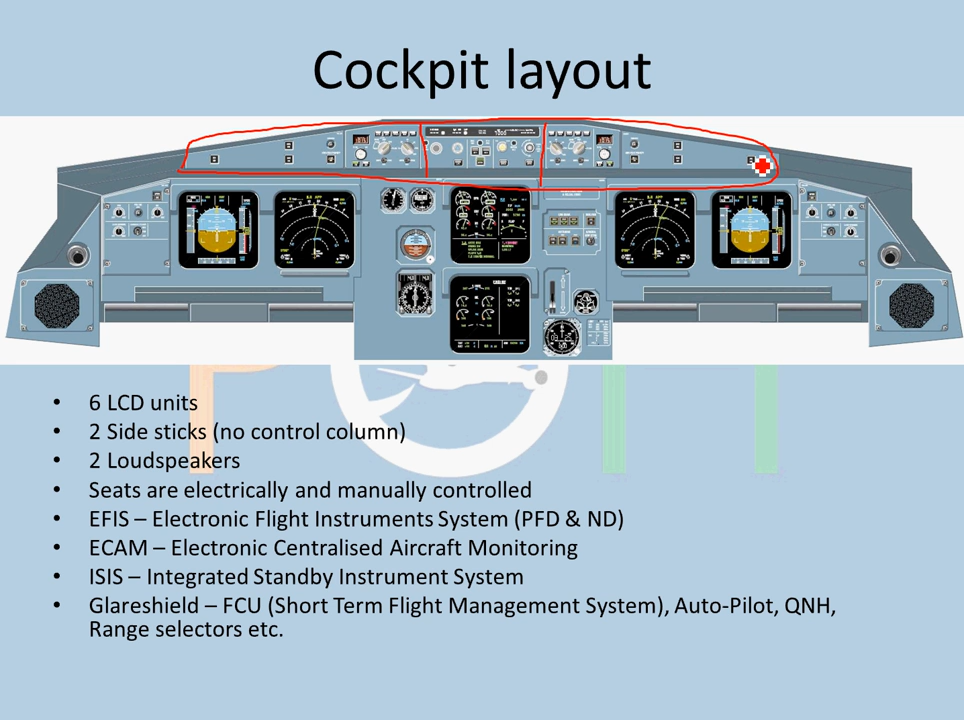 Cockpit layout
• 6 LCD units
• 2 Side sticks (no control column)
• 2 Loudspeakers
• Seats are electrically and manually controlled
• EFIS – Electronic Flight Instruments System (PFD & ND)
• ECAM – Electronic Centralised Aircraft Monitoring
• ISIS – Integrated Standby Instrument System
• Glareshield – FCU (Short Term Flight Management System), Auto-Pilot, QNH,
Range selectors etc.